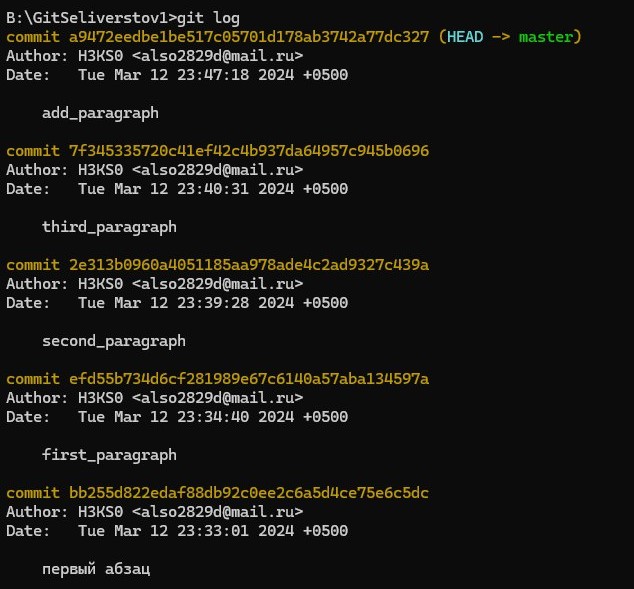 B:\GitSeliverstov1>git log
commit a9472eedbe1be517c05701d178ab3742a77dc327 (HEAD -> master)
Author: H3KS0 <also2829d@mail.ru>
Date:   Tue Mar 12 23:47:18 2024 +0500
add_paragraph
commit 7f345335720c41ef42c4b937da64957c945b0696
Author: H3KS0 <also2829d@mail.ru>
Date:   Tue Mar 12 23:40:31 2024 +0500
third_paragraph
commit 2e313b0960a4051185aa978ade4c2ad9327c439a
Author: H3KS0 <also2829d@mail.ru>
Date:   Tue Mar 12 23:39:28 2024 +0500
second_paragraph
commit efd55b734d6cf281989e67c6140a57aba134597a
Author: H3KS0 <also2829d@mail.ru>
Date:   Tue Mar 12 23:34:40 2024 +0500
first_paragraph
commit bb255d822edaf88db92c0ee2c6a5d4ce75e6c5dc
Author: H3KS0 <also2829d@mail.ru>
Date:   Tue Mar 12 23:33:01 2024 +0500
первый абзац